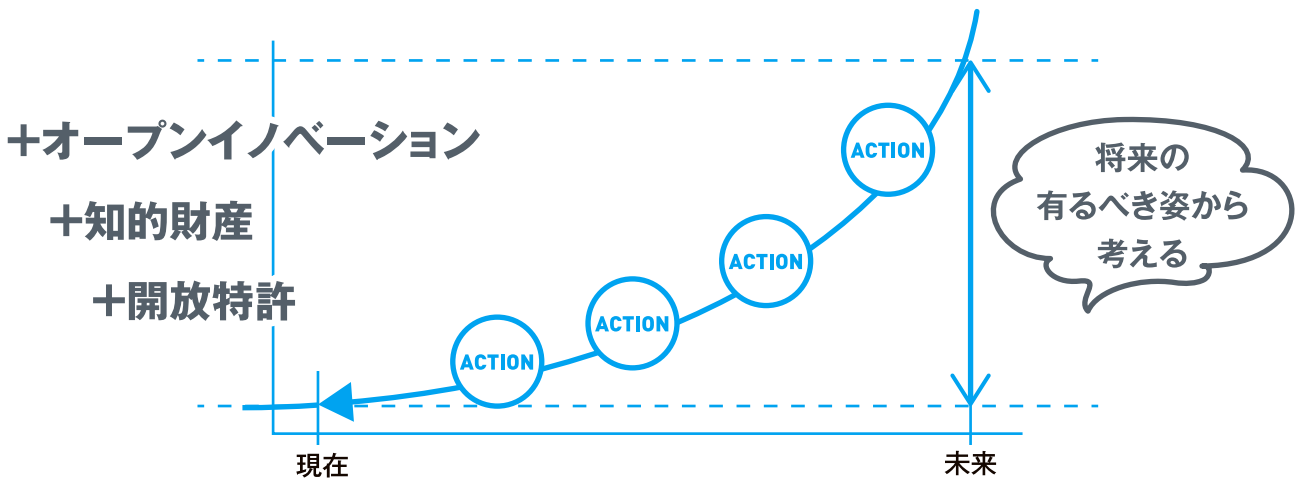 +オープンイノベーション
+知的財産
+開放特許
ACTION
ACTION
ACTION
ACTION
将来の
有るべき姿から
考える
現在
未来